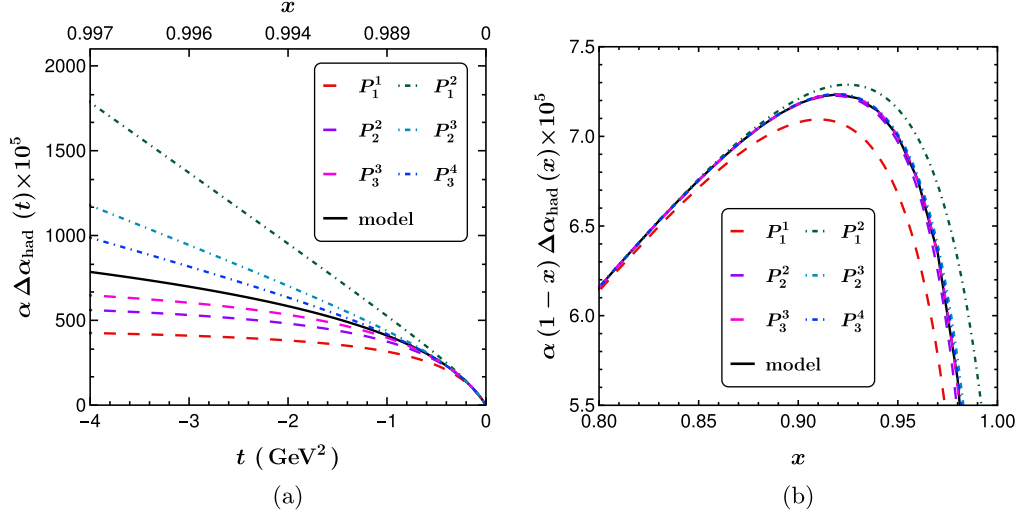 x
0.997 0.996 0.994 0.989 0
α Δα_had (t)×10^5
2000
1500
1000
500
0
P_1^1 P_1^2
P_2^2 P_2^3
P_3^3 P_3^4
model
−4 −3 −2 −1 0
t (GeV^2)
(a)
α (1 − x) Δα_had (x)×10^5
7.5
7.0
6.5
6.0
5.5
P_1^1 P_1^2
P_2^2 P_2^3
P_3^3 P_3^4
model
0.80 0.85 0.90 0.95 1.00
x
(b)